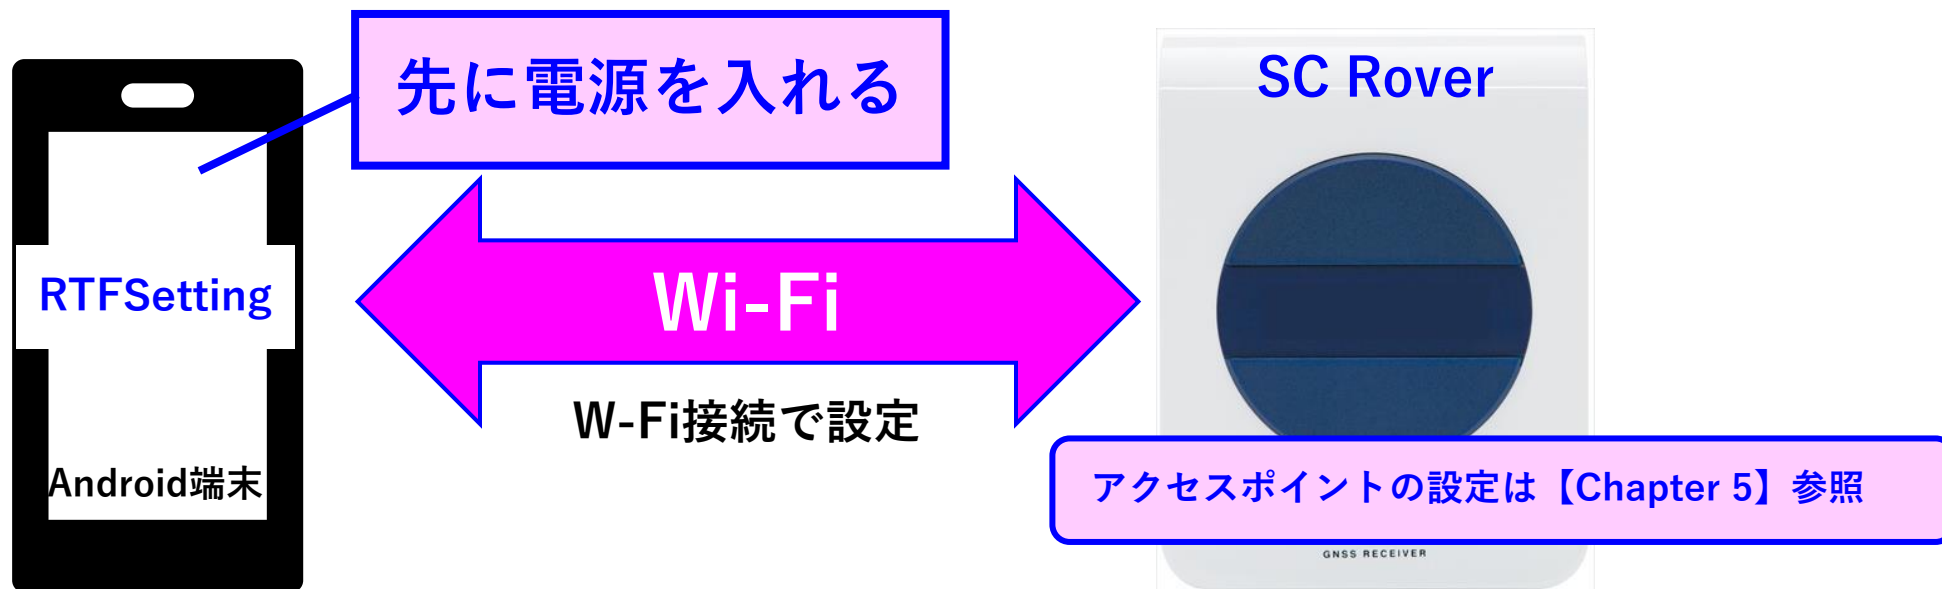 先に電源を入れる
SC Rover
RTFSetting
Wi-Fi
W-Fi接続で設定
Android端末
アクセスポイントの設定は【Chapter 5】参照
GNSS RECEIVER